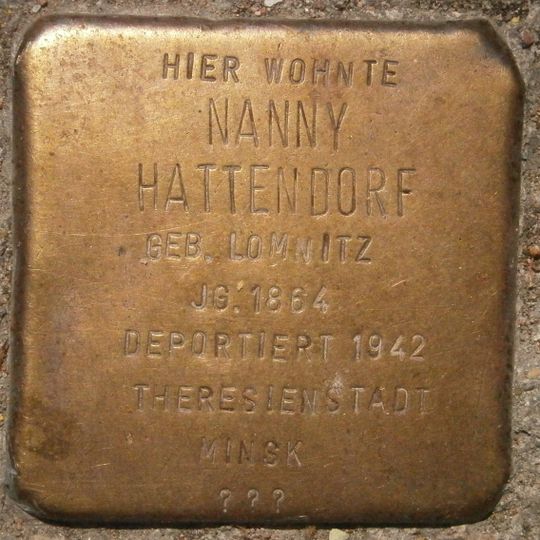 HIER WOHNTE
NANNY
HATTENDORF
GEB. LOMNITZ
JG. 1864
DEPORTIERT 1942
THERESIENSTADT
MINSK
???